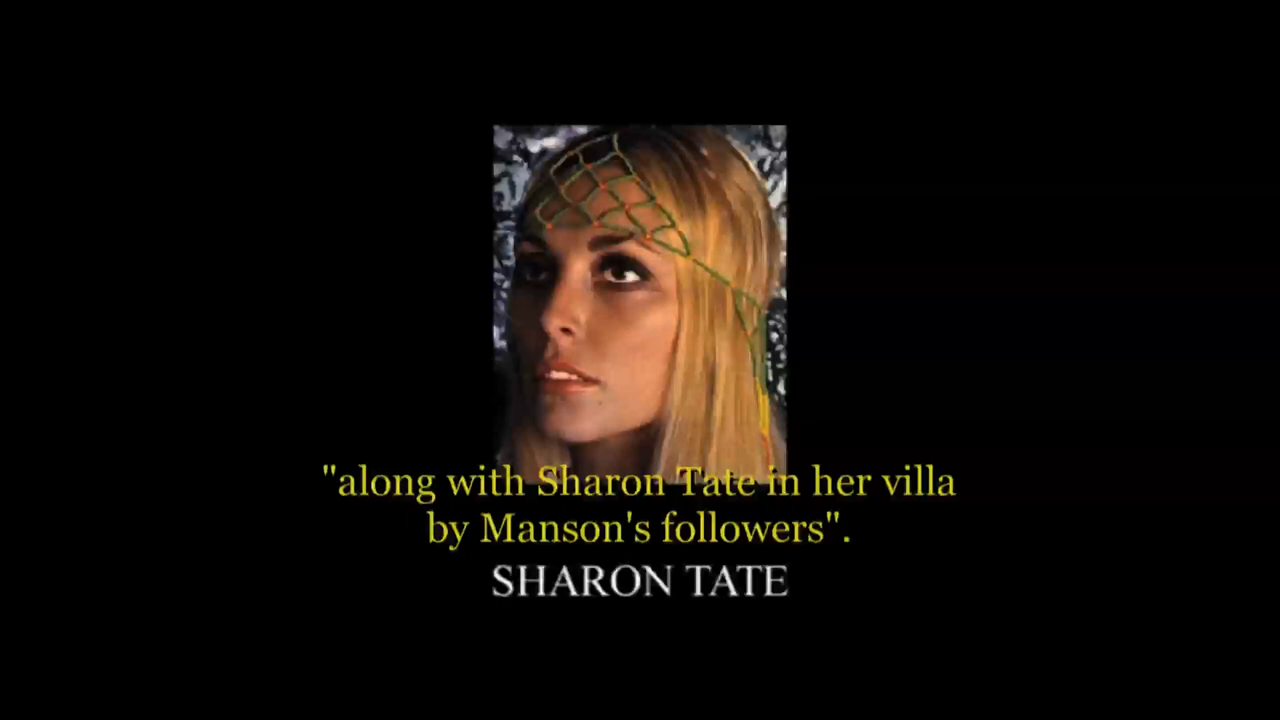 "along with Sharon Tate in her villa
by Manson's followers".
SHARON TATE